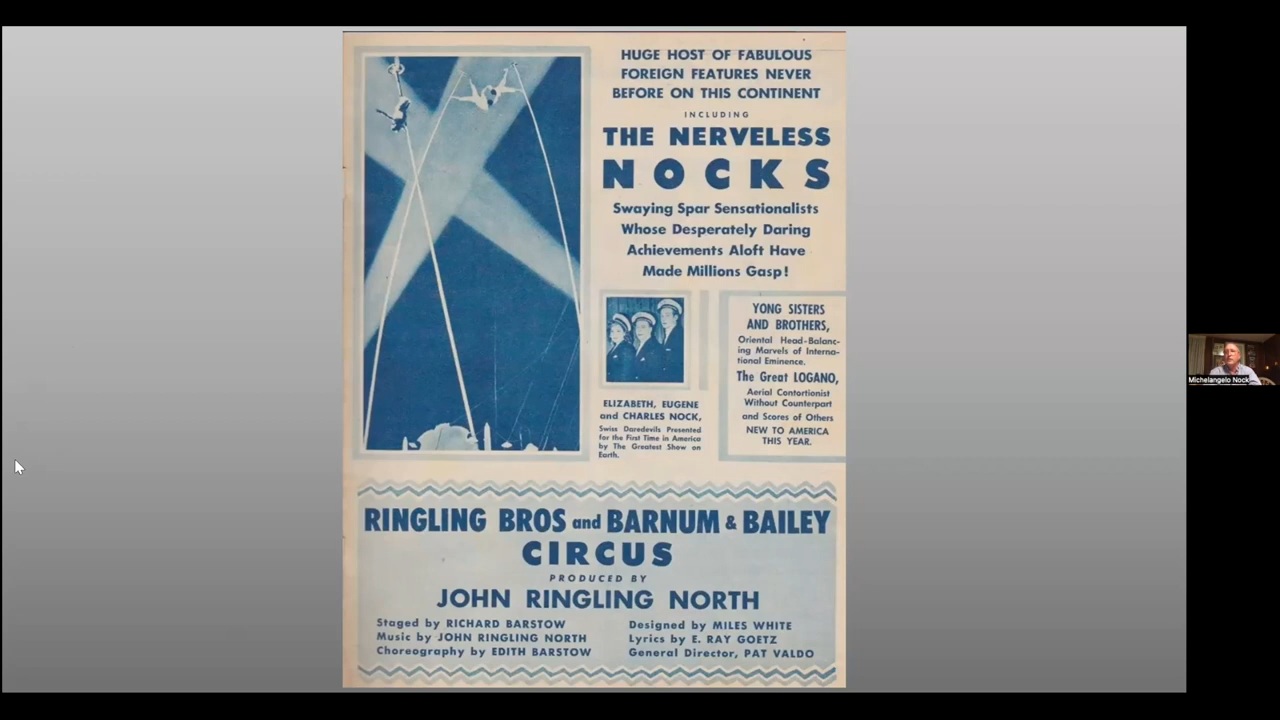 HUGE HOST OF FABULOUS
FOREIGN FEATURES NEVER
BEFORE ON THIS CONTINENT
INCLUDING
THE NERVELESS
NOCKS
Swaying Spar Sensationalists
Whose Desperately Daring
Achievements Aloft Have
Made Millions Gasp!
ELIZABETH, EUGENE
and CHARLES NOCK,
Swiss Daredevils Presented
for the First Time in America
by The Greatest Show on
Earth.
YONG SISTERS
AND BROTHERS,
Oriental Head-Balanc-
ing Marvels of Interna-
tional Eminence.
The Great LOGANO,
Aerial Contortionist
Without Counterpart
and Scores of Others
NEW TO AMERICA
THIS YEAR.
RINGLING BROS and BARNUM & BAILEY
CIRCUS
PRODUCED BY
JOHN RINGLING NORTH
Staged by RICHARD BARSTOW
Music by JOHN RINGLING NORTH
Choreography by EDITH BARSTOW
Designed by MILES WHITE
Lyrics by E. RAY GOETZ
General Director, PAT VALDO
Michelangelo Nock